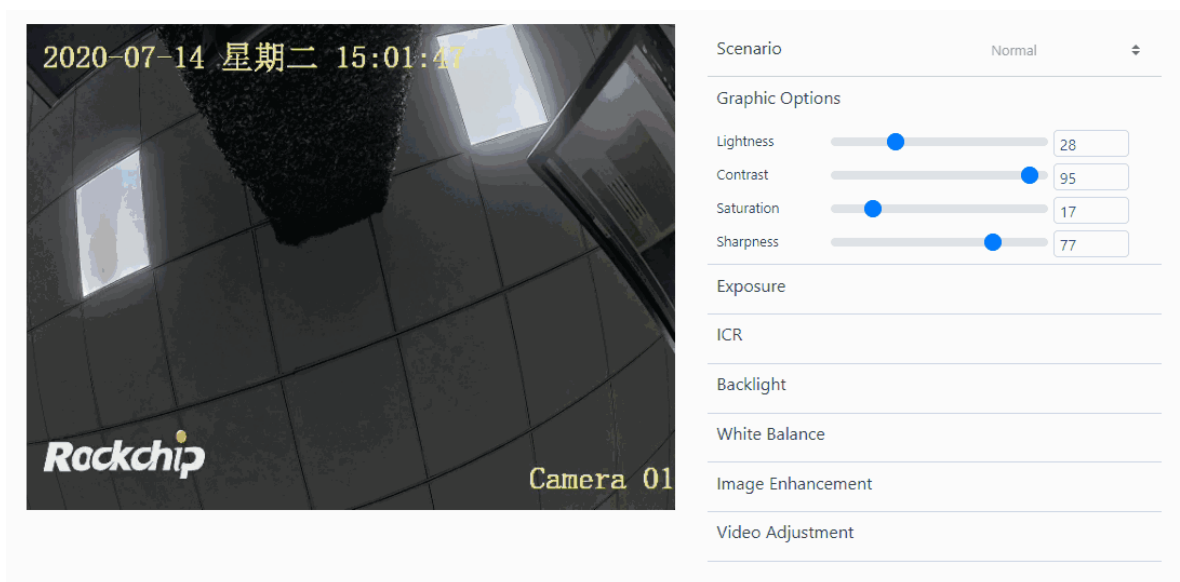 2020-07-14 星期二 15:01:47
Rockchip
Camera 01
Scenario Normal
Graphic Options
Lightness 28
Contrast 95
Saturation 17
Sharpness 77
Exposure
ICR
Backlight
White Balance
Image Enhancement
Video Adjustment